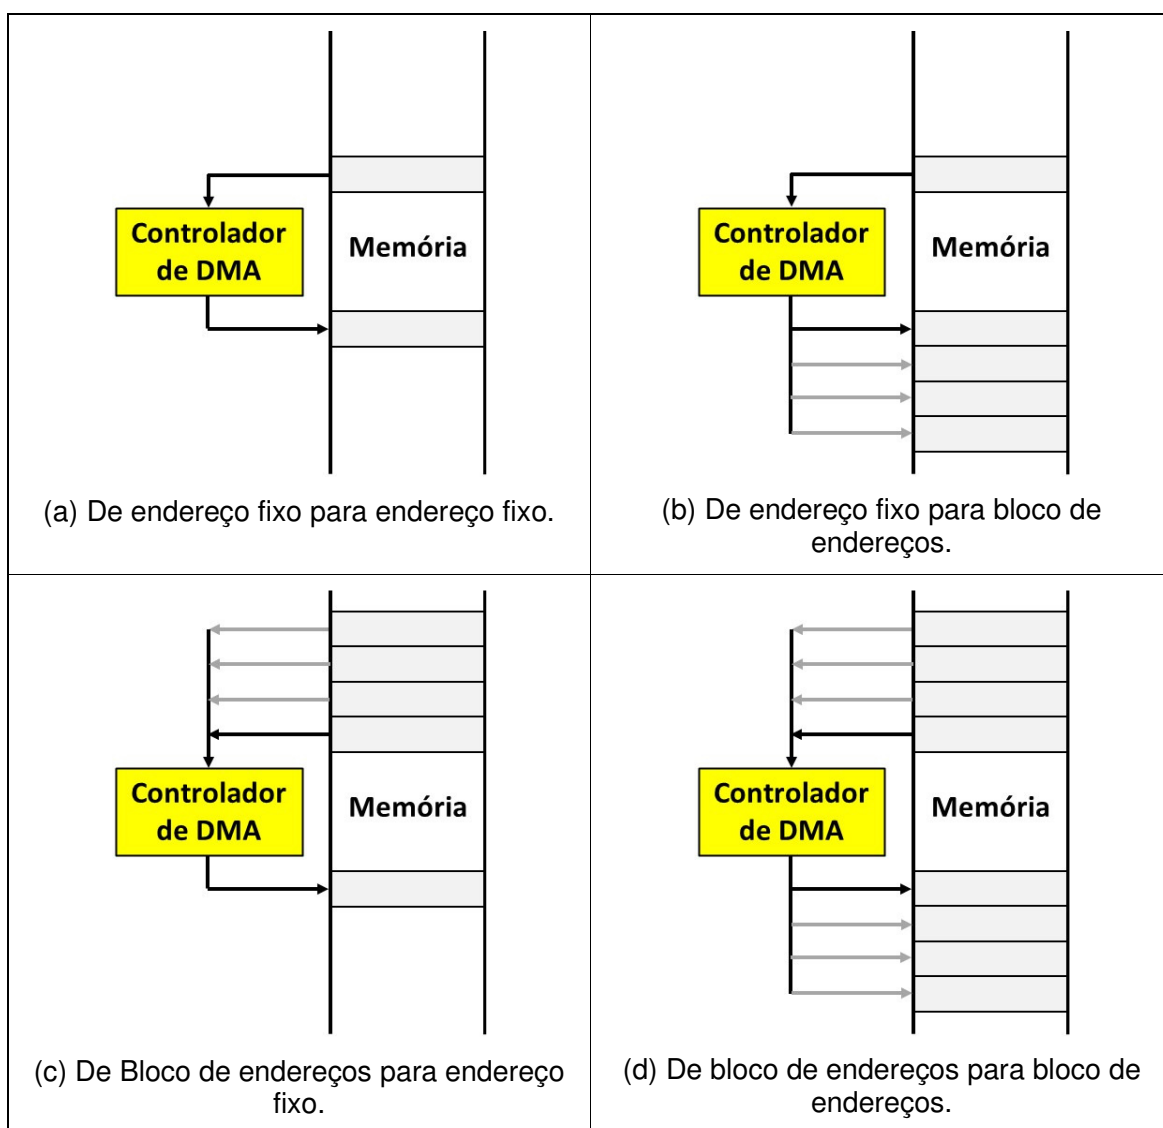 Controlador
de DMA
Memória
(a) De endereço fixo para endereço fixo.
Controlador
de DMA
Memória
(b) De endereço fixo para bloco de
endereços.
Controlador
de DMA
Memória
(c) De Bloco de endereços para endereço
fixo.
Controlador
de DMA
Memória
(d) De bloco de endereços para bloco de
endereços.